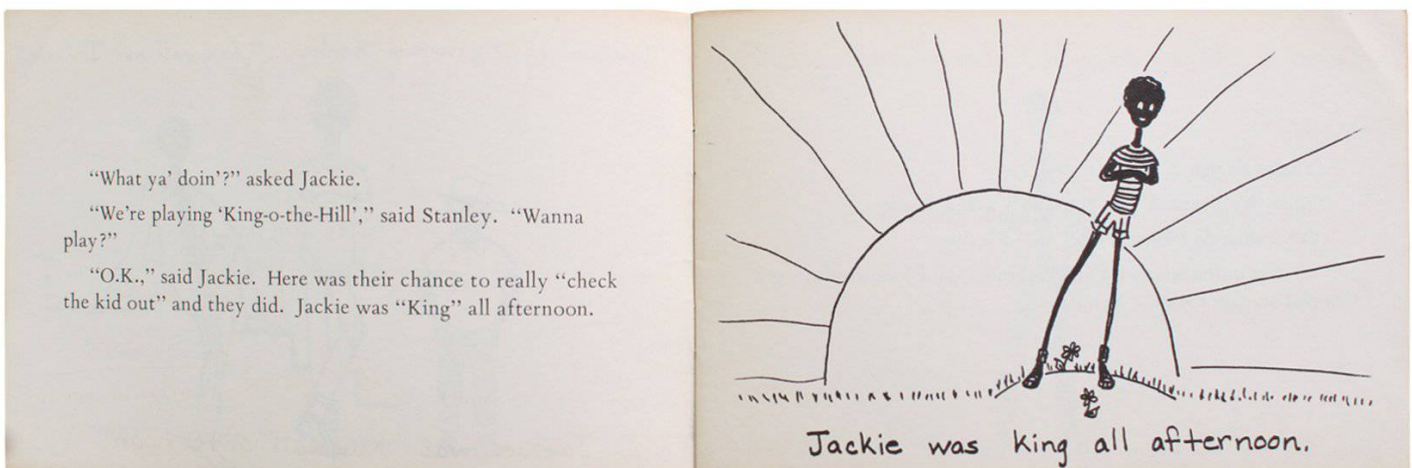 “What ya’ doin’?” asked Jackie.
“We’re playing ‘King-o-the-Hill’,” said Stanley. “Wanna
play?”
“O.K.,” said Jackie. Here was their chance to really “check
the kid out” and they did. Jackie was “King” all afternoon.
Jackie was king all afternoon.